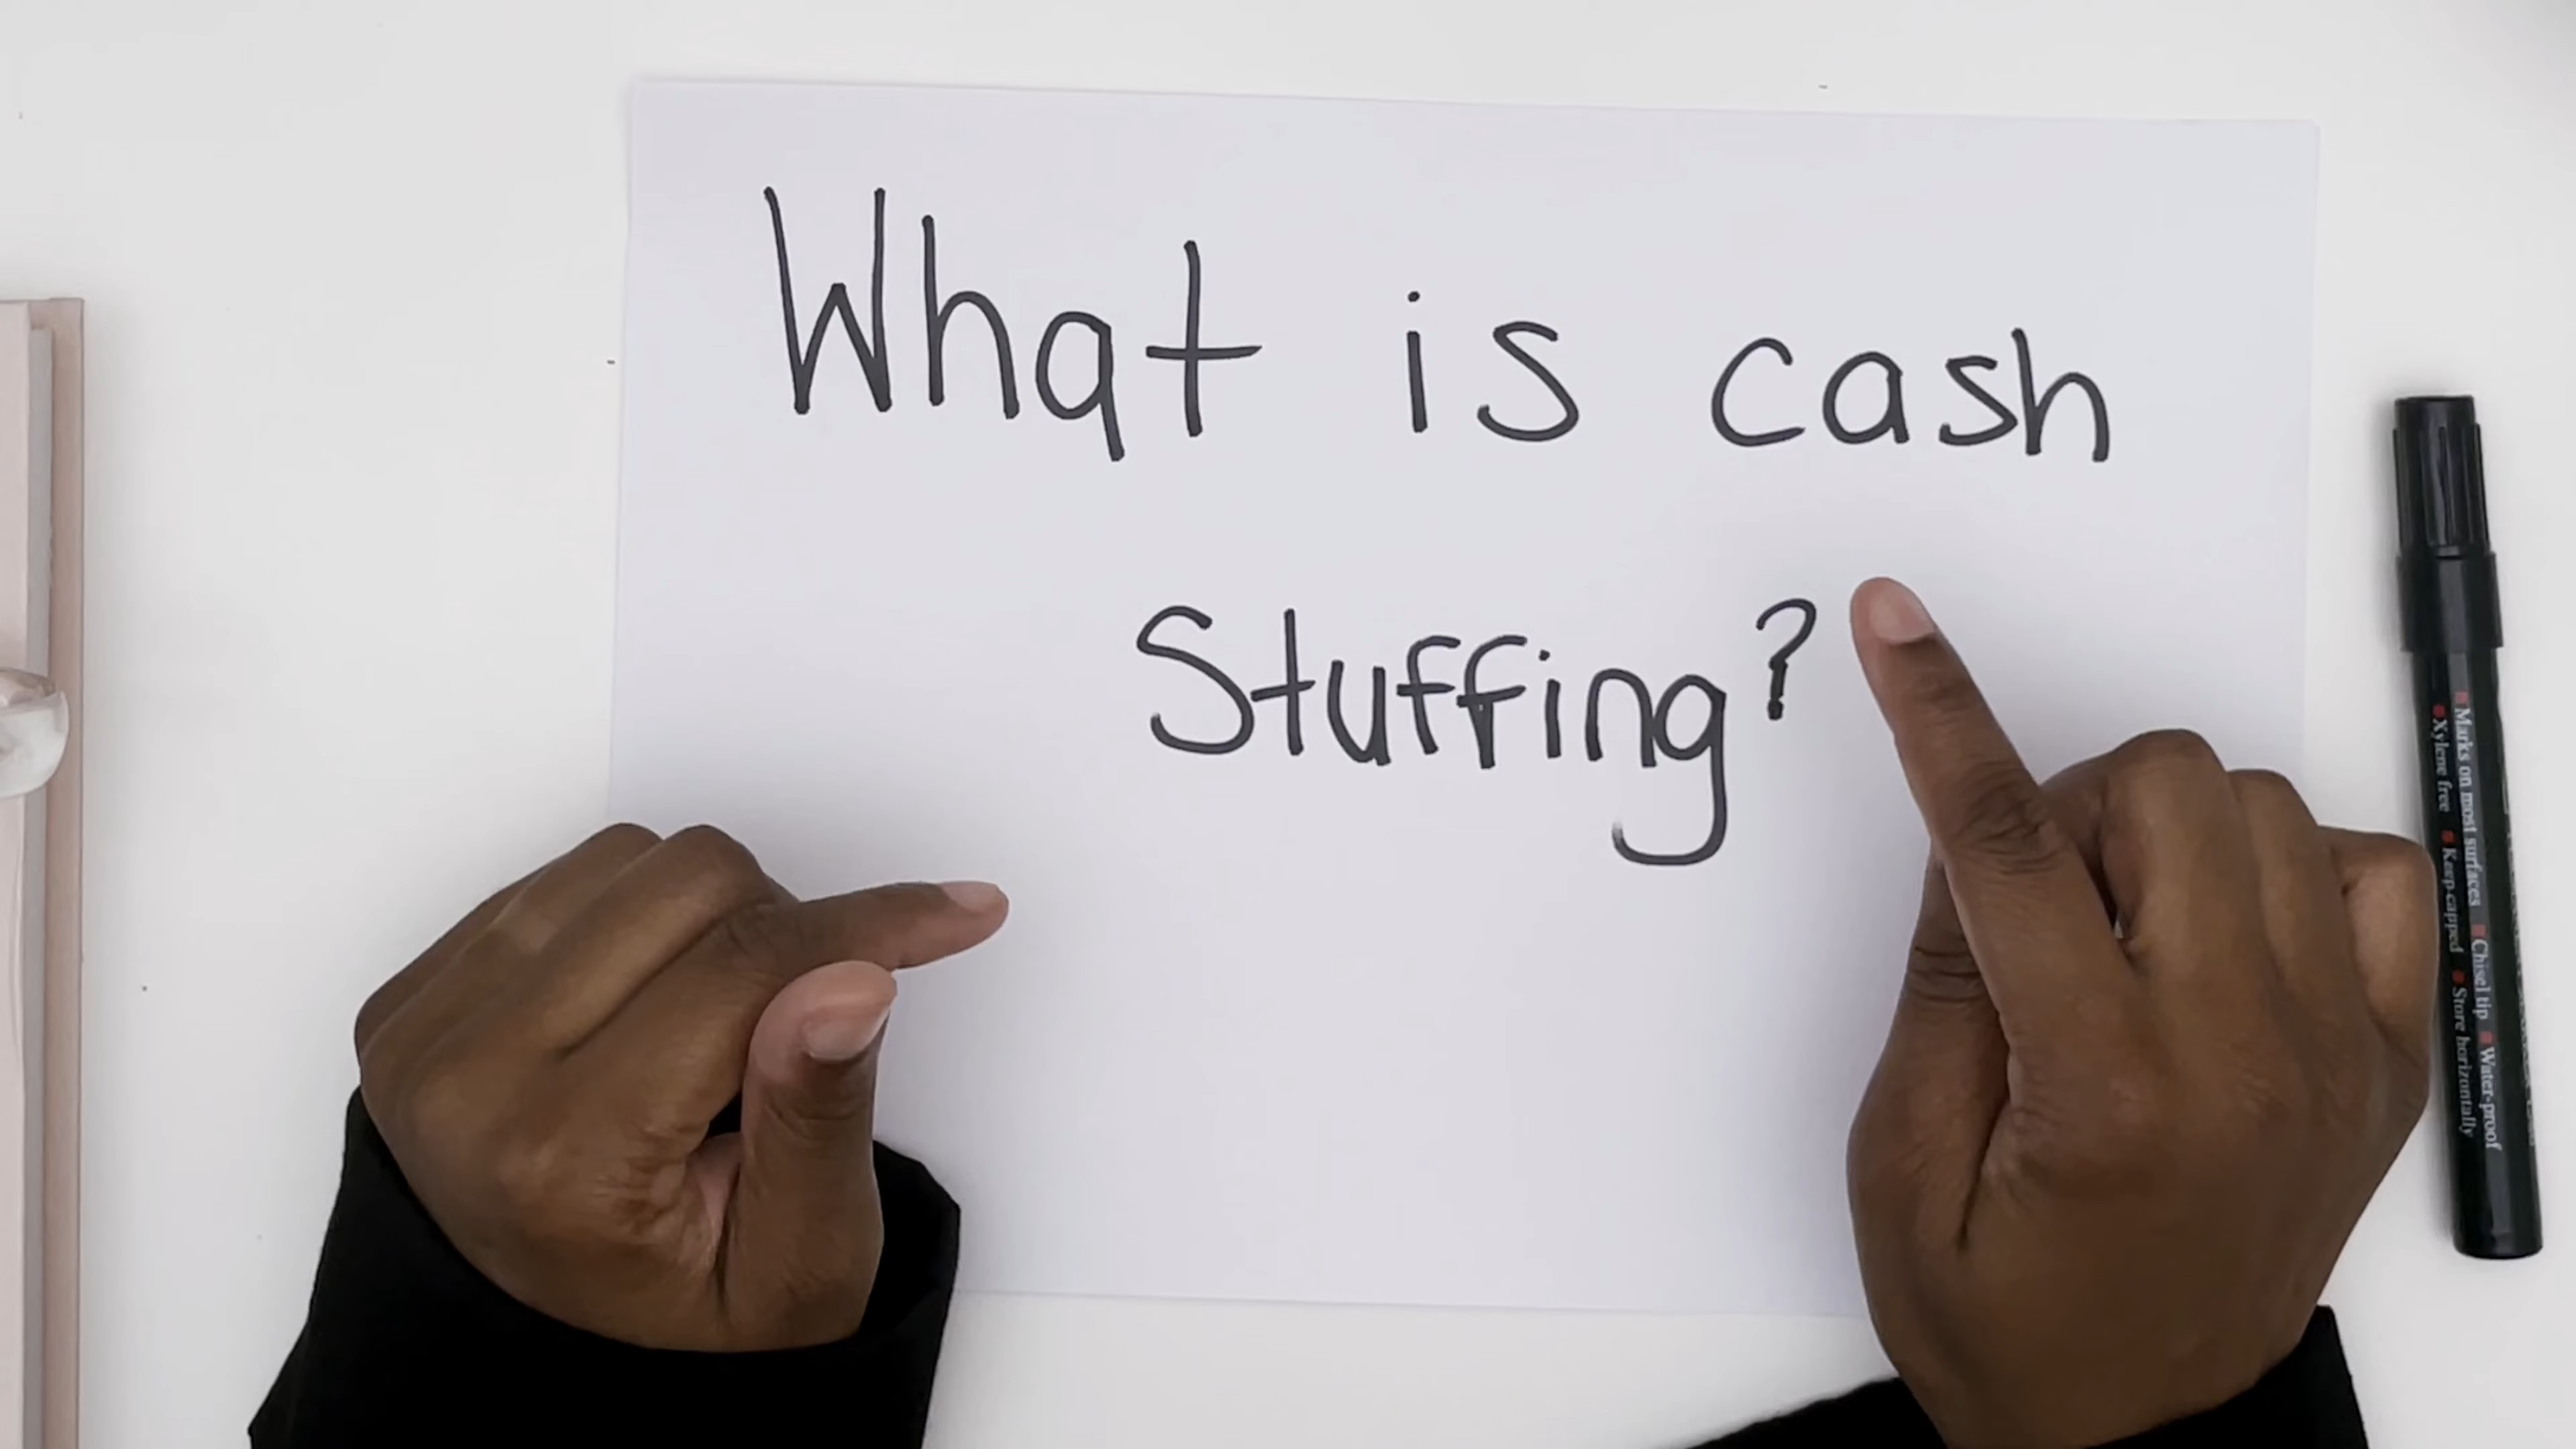 What is cash
Stuffing?
Marks on most surfaces Chisel tip Water-proof
Xylene free Keep capped Store horizontally